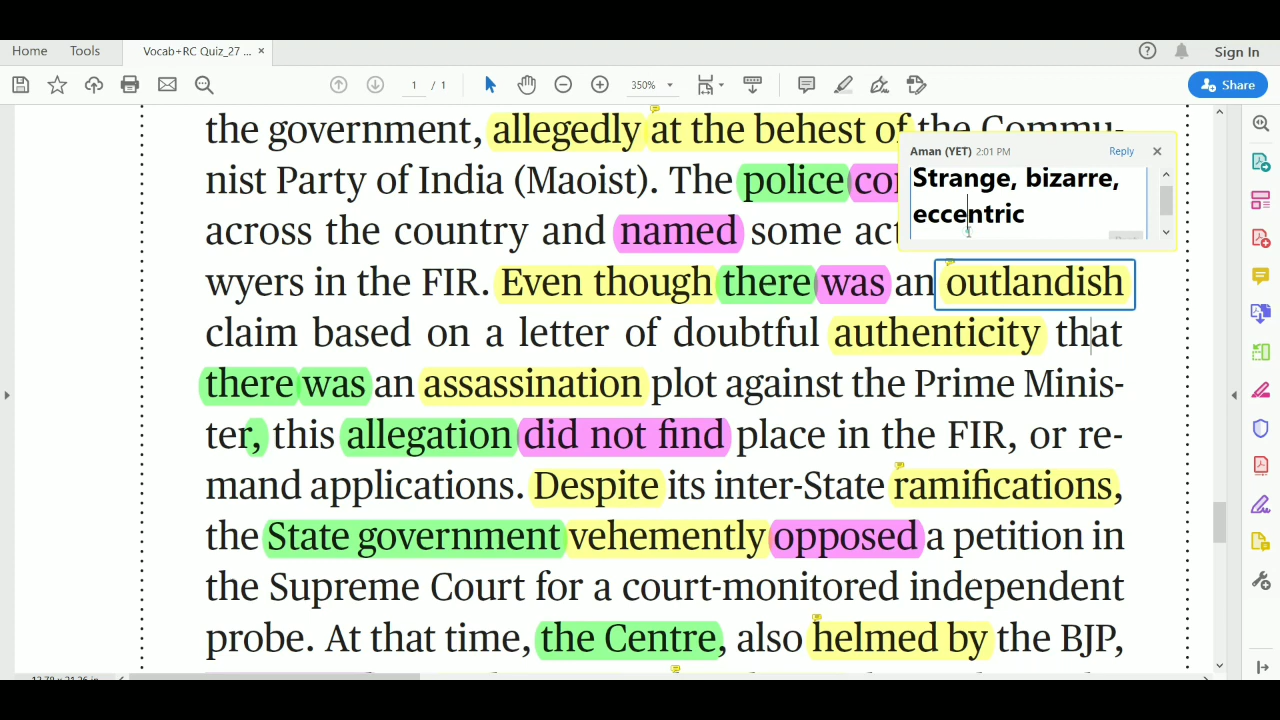 Home Tools Vocab+RC Quiz_27 ... × Sign In
1 / 1 350% Share
the government, allegedly at the behest of the Commu-
Aman (YET) 2:01 PM Reply
Strange, bizarre,
eccentric
nist Party of India (Maoist). The police
across the country and named some
wyers in the FIR. Even though there was an outlandish
claim based on a letter of doubtful authenticity that
there was an assassination plot against the Prime Minis-
ter, this allegation did not find place in the FIR, or re-
mand applications. Despite its inter-State ramifications,
the State government vehemently opposed a petition in
the Supreme Court for a court-monitored independent
probe. At that time, the Centre, also helmed by the BJP,